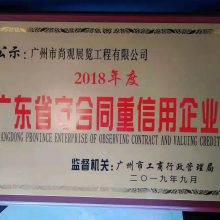 公示：广州市尚观展览工程有限公司
2018年度
广东省守合同重信用企业
GUANGDONG PROVINCE ENTERPRISE OF OBSERVING CONTRACT AND VALUING CREDIT
监督机关：广州市工商行政管理局
二〇一九年九月